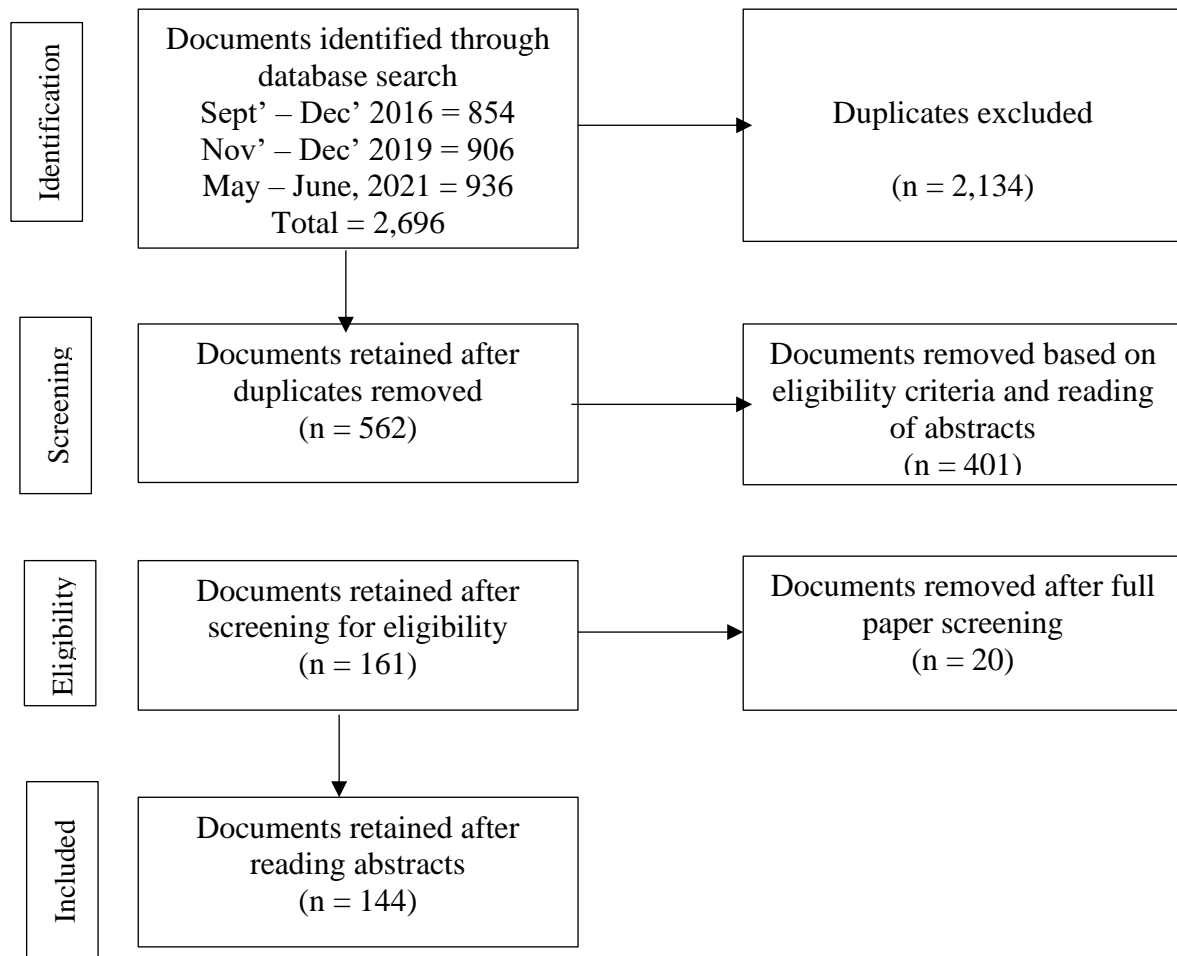 Identification
Documents identified through
database search
Sept’ – Dec’ 2016 = 854
Nov’ – Dec’ 2019 = 906
May – June, 2021 = 936
Total = 2,696
Duplicates excluded
(n = 2,134)
Screening
Documents retained after
duplicates removed
(n = 562)
Documents removed based on
eligibility criteria and reading
of abstracts
(n = 401)
Eligibility
Documents retained after
screening for eligibility
(n = 161)
Documents removed after full
paper screening
(n = 20)
Included
Documents retained after
reading abstracts
(n = 144)